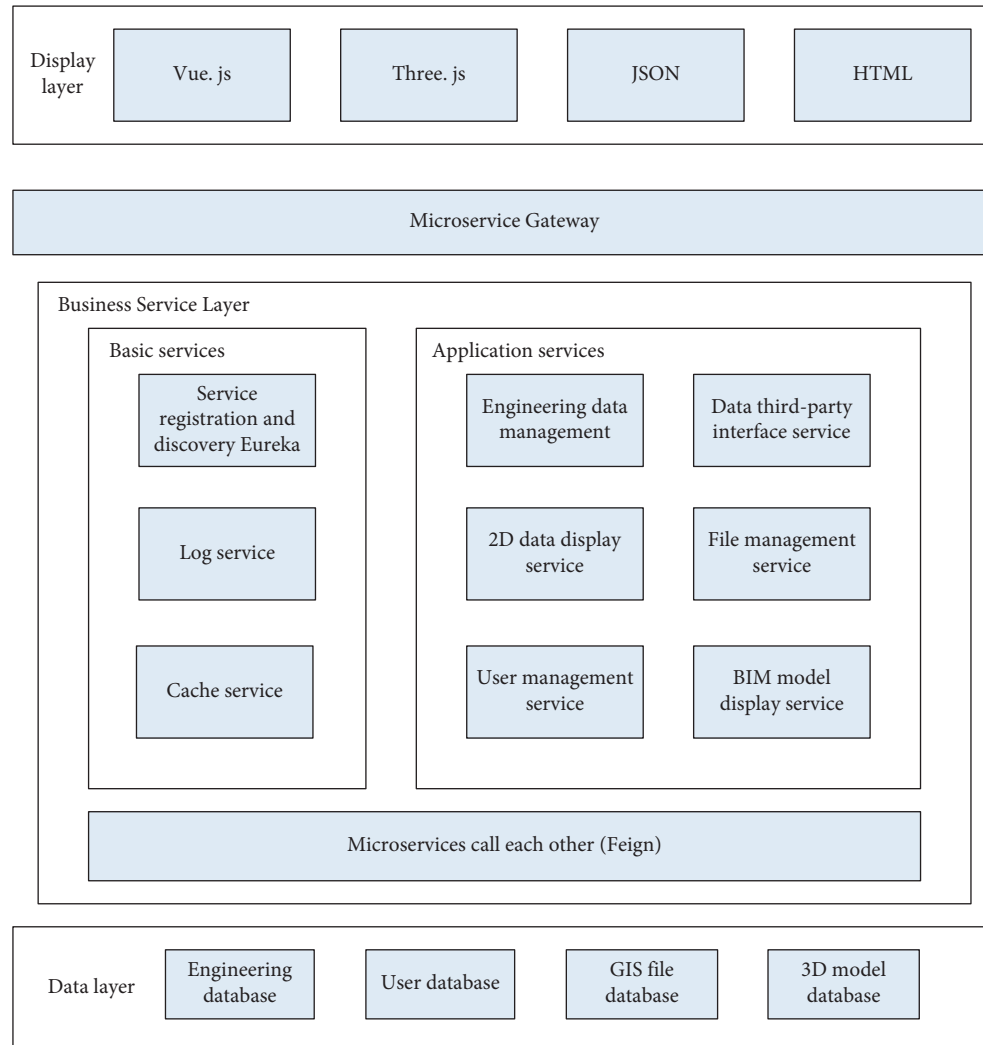 Display
layer
Vue. js
Three. js
JSON
HTML
Microservice Gateway
Business Service Layer
Basic services
Service
registration and
discovery Eureka
Log service
Cache service
Application services
Engineering data
management
Data third-party
interface service
2D data display
service
File management
service
User management
service
BIM model
display service
Microservices call each other (Feign)
Data layer
Engineering
database
User database
GIS file
database
3D model
database